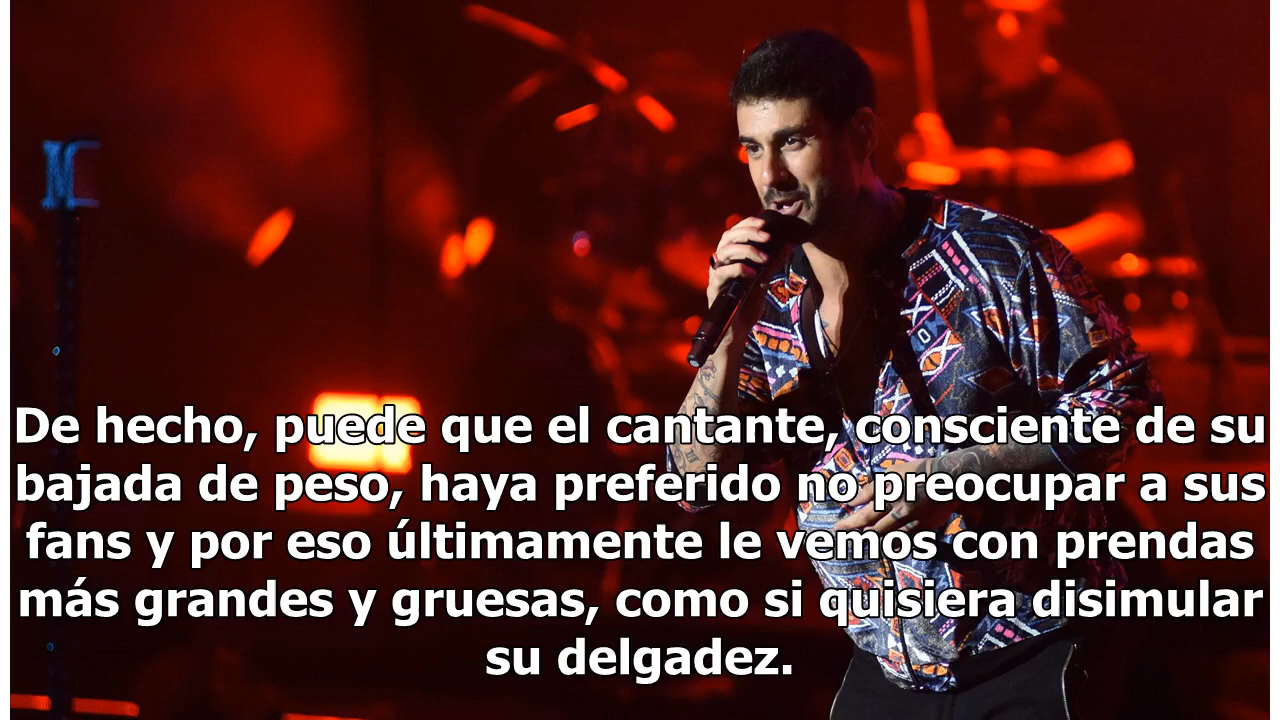 De hecho, puede que el cantante, consciente de su
bajada de peso, haya preferido no preocupar a sus
fans y por eso últimamente le vemos con prendas
más grandes y gruesas, como si quisiera disimular
su delgadez.